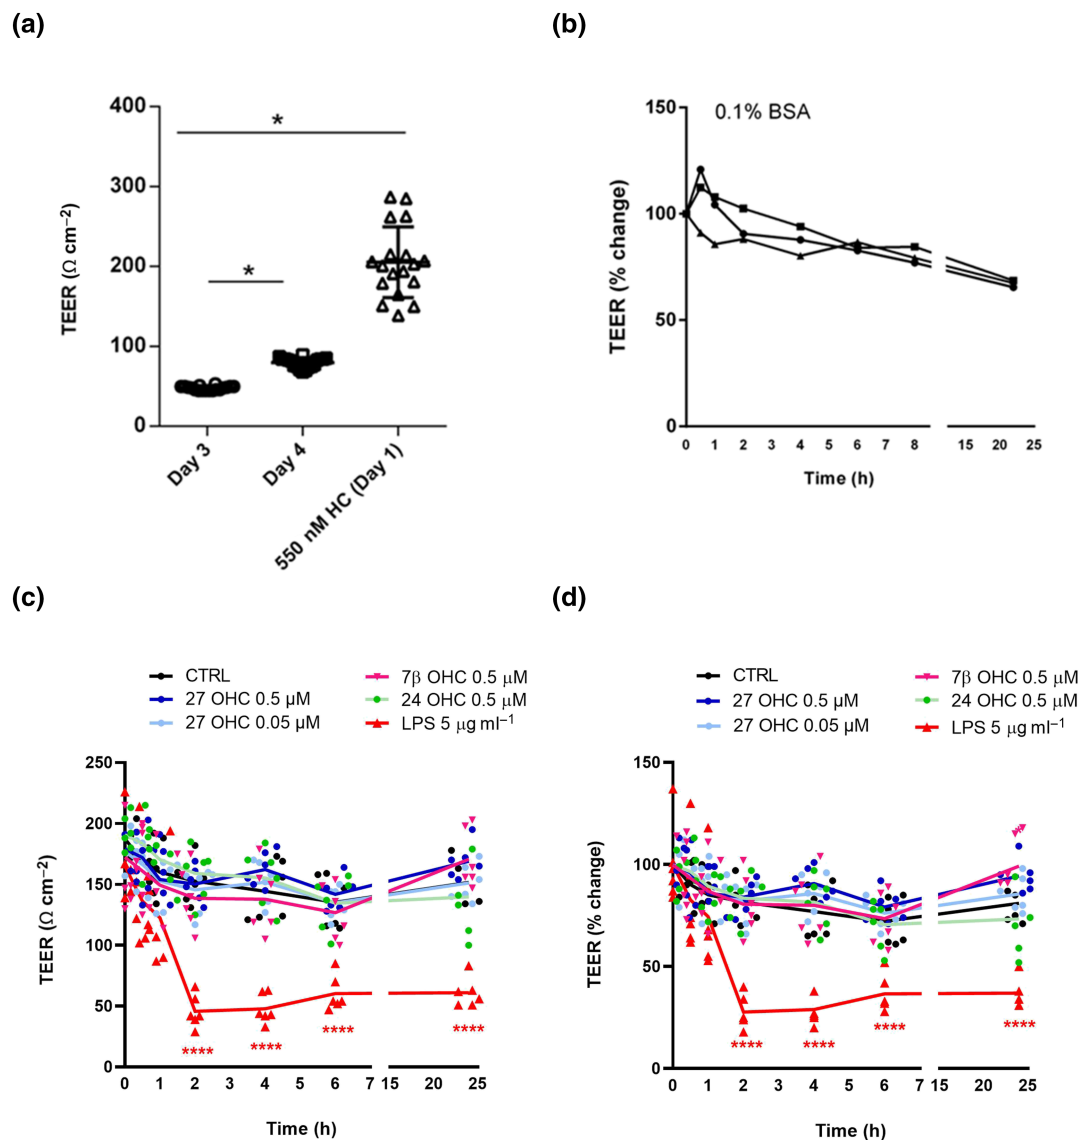 (a)
(b)
400
300
200
100
0
TEER (Ω cm⁻²)
*
*
Day 3
Day 4
550 nM HC (Day 1)
150
100
50
0
TEER (% change)
0.1% BSA
0 1 2 3 4 5 6 7 8 15 20 25
Time (h)
(c)
(d)
CTRL
27 OHC 0.5 µM
27 OHC 0.05 µM
7β OHC 0.5 µM
24 OHC 0.5 µM
LPS 5 µg ml⁻¹
250
200
150
100
50
0
TEER (Ω cm⁻²)
**** **** **** ****
0 1 2 3 4 5 6 7 15 20 25
Time (h)
CTRL
27 OHC 0.5 µM
27 OHC 0.05 µM
7β OHC 0.5 µM
24 OHC 0.5 µM
LPS 5 µg ml⁻¹
150
100
50
0
TEER (% change)
**** **** **** ****
0 1 2 3 4 5 6 7 15 20 25
Time (h)